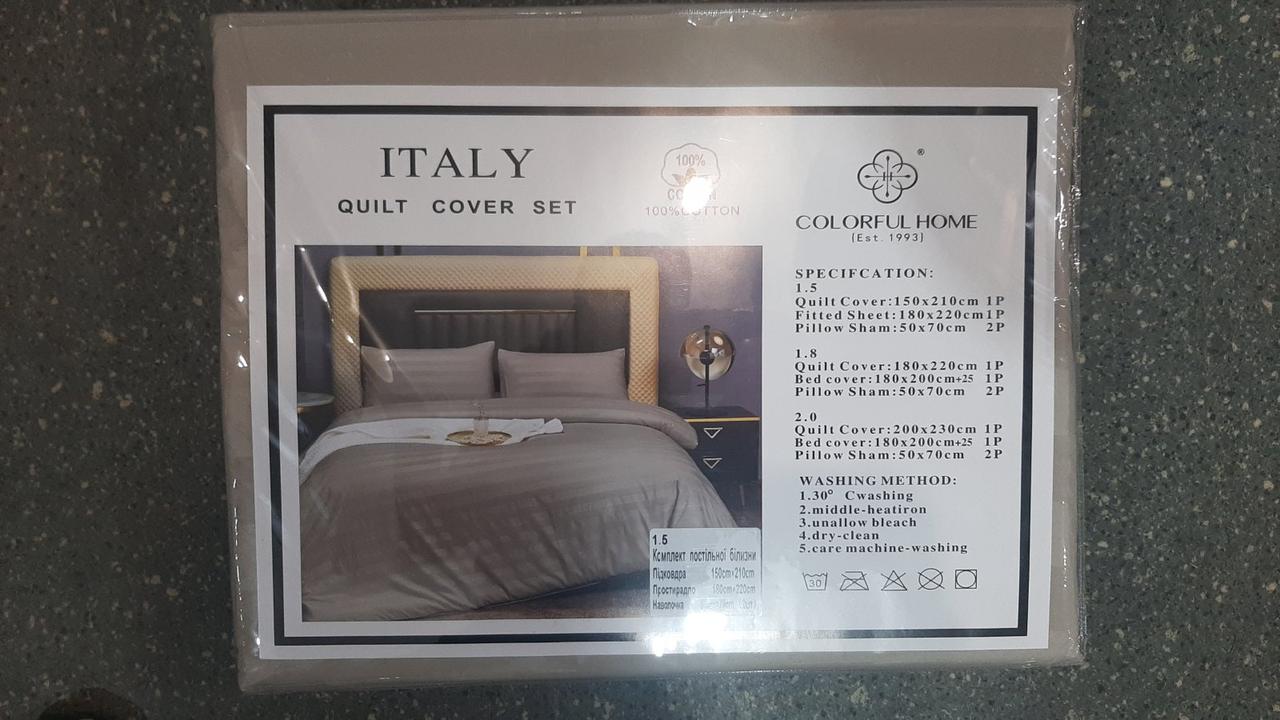 ITALY
QUILT COVER SET
100%
100%COTTON
®
COLORFUL HOME
(Est. 1993)
SPECIFCATION:
1.5
Quilt Cover:150x210cm 1P
Fitted Sheet:180x220cm1P
Pillow Sham:50x70cm 2P
1.8
Quilt Cover:180x220cm 1P
Bed cover:180x200cm+25 1P
Pillow Sham:50x70cm 2P
2.0
Quilt Cover:200x230cm 1P
Bed cover:180x200cm+25 1P
Pillow Sham:50x70cm 2P
WASHING METHOD:
1.30° Cwashing
2.middle-heatiron
3.unallow bleach
4.dry-clean
5.care machine-washing
30
1.5
Комплект постільної білизни
Підковдра 150cm×210cm
Простирадло 180cm×220cm
Наволочка